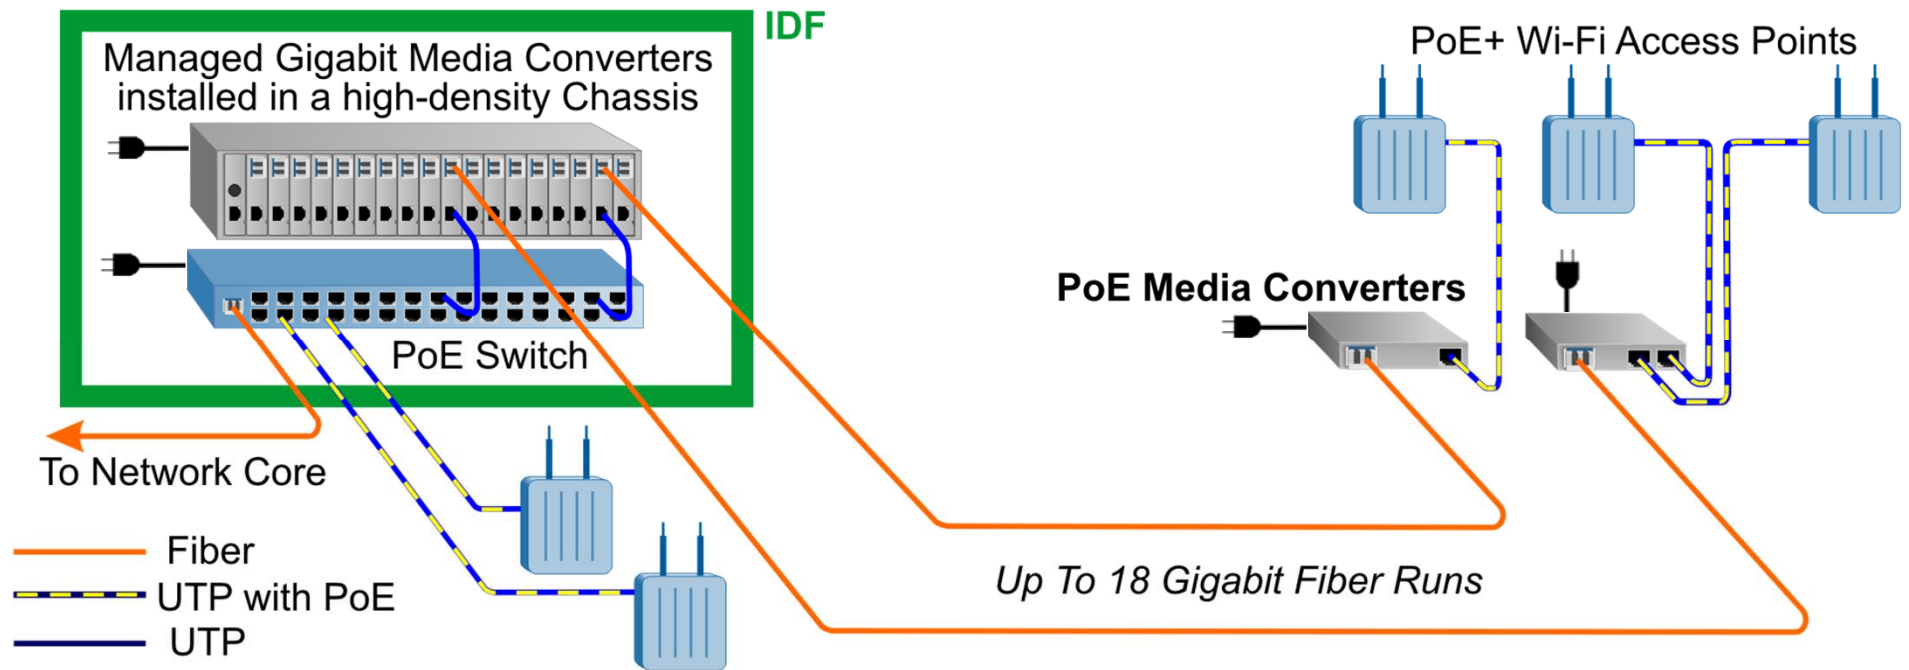 IDF
Managed Gigabit Media Converters
installed in a high-density Chassis
PoE Switch
To Network Core
Fiber
UTP with PoE
UTP
PoE+ Wi-Fi Access Points
PoE Media Converters
Up To 18 Gigabit Fiber Runs